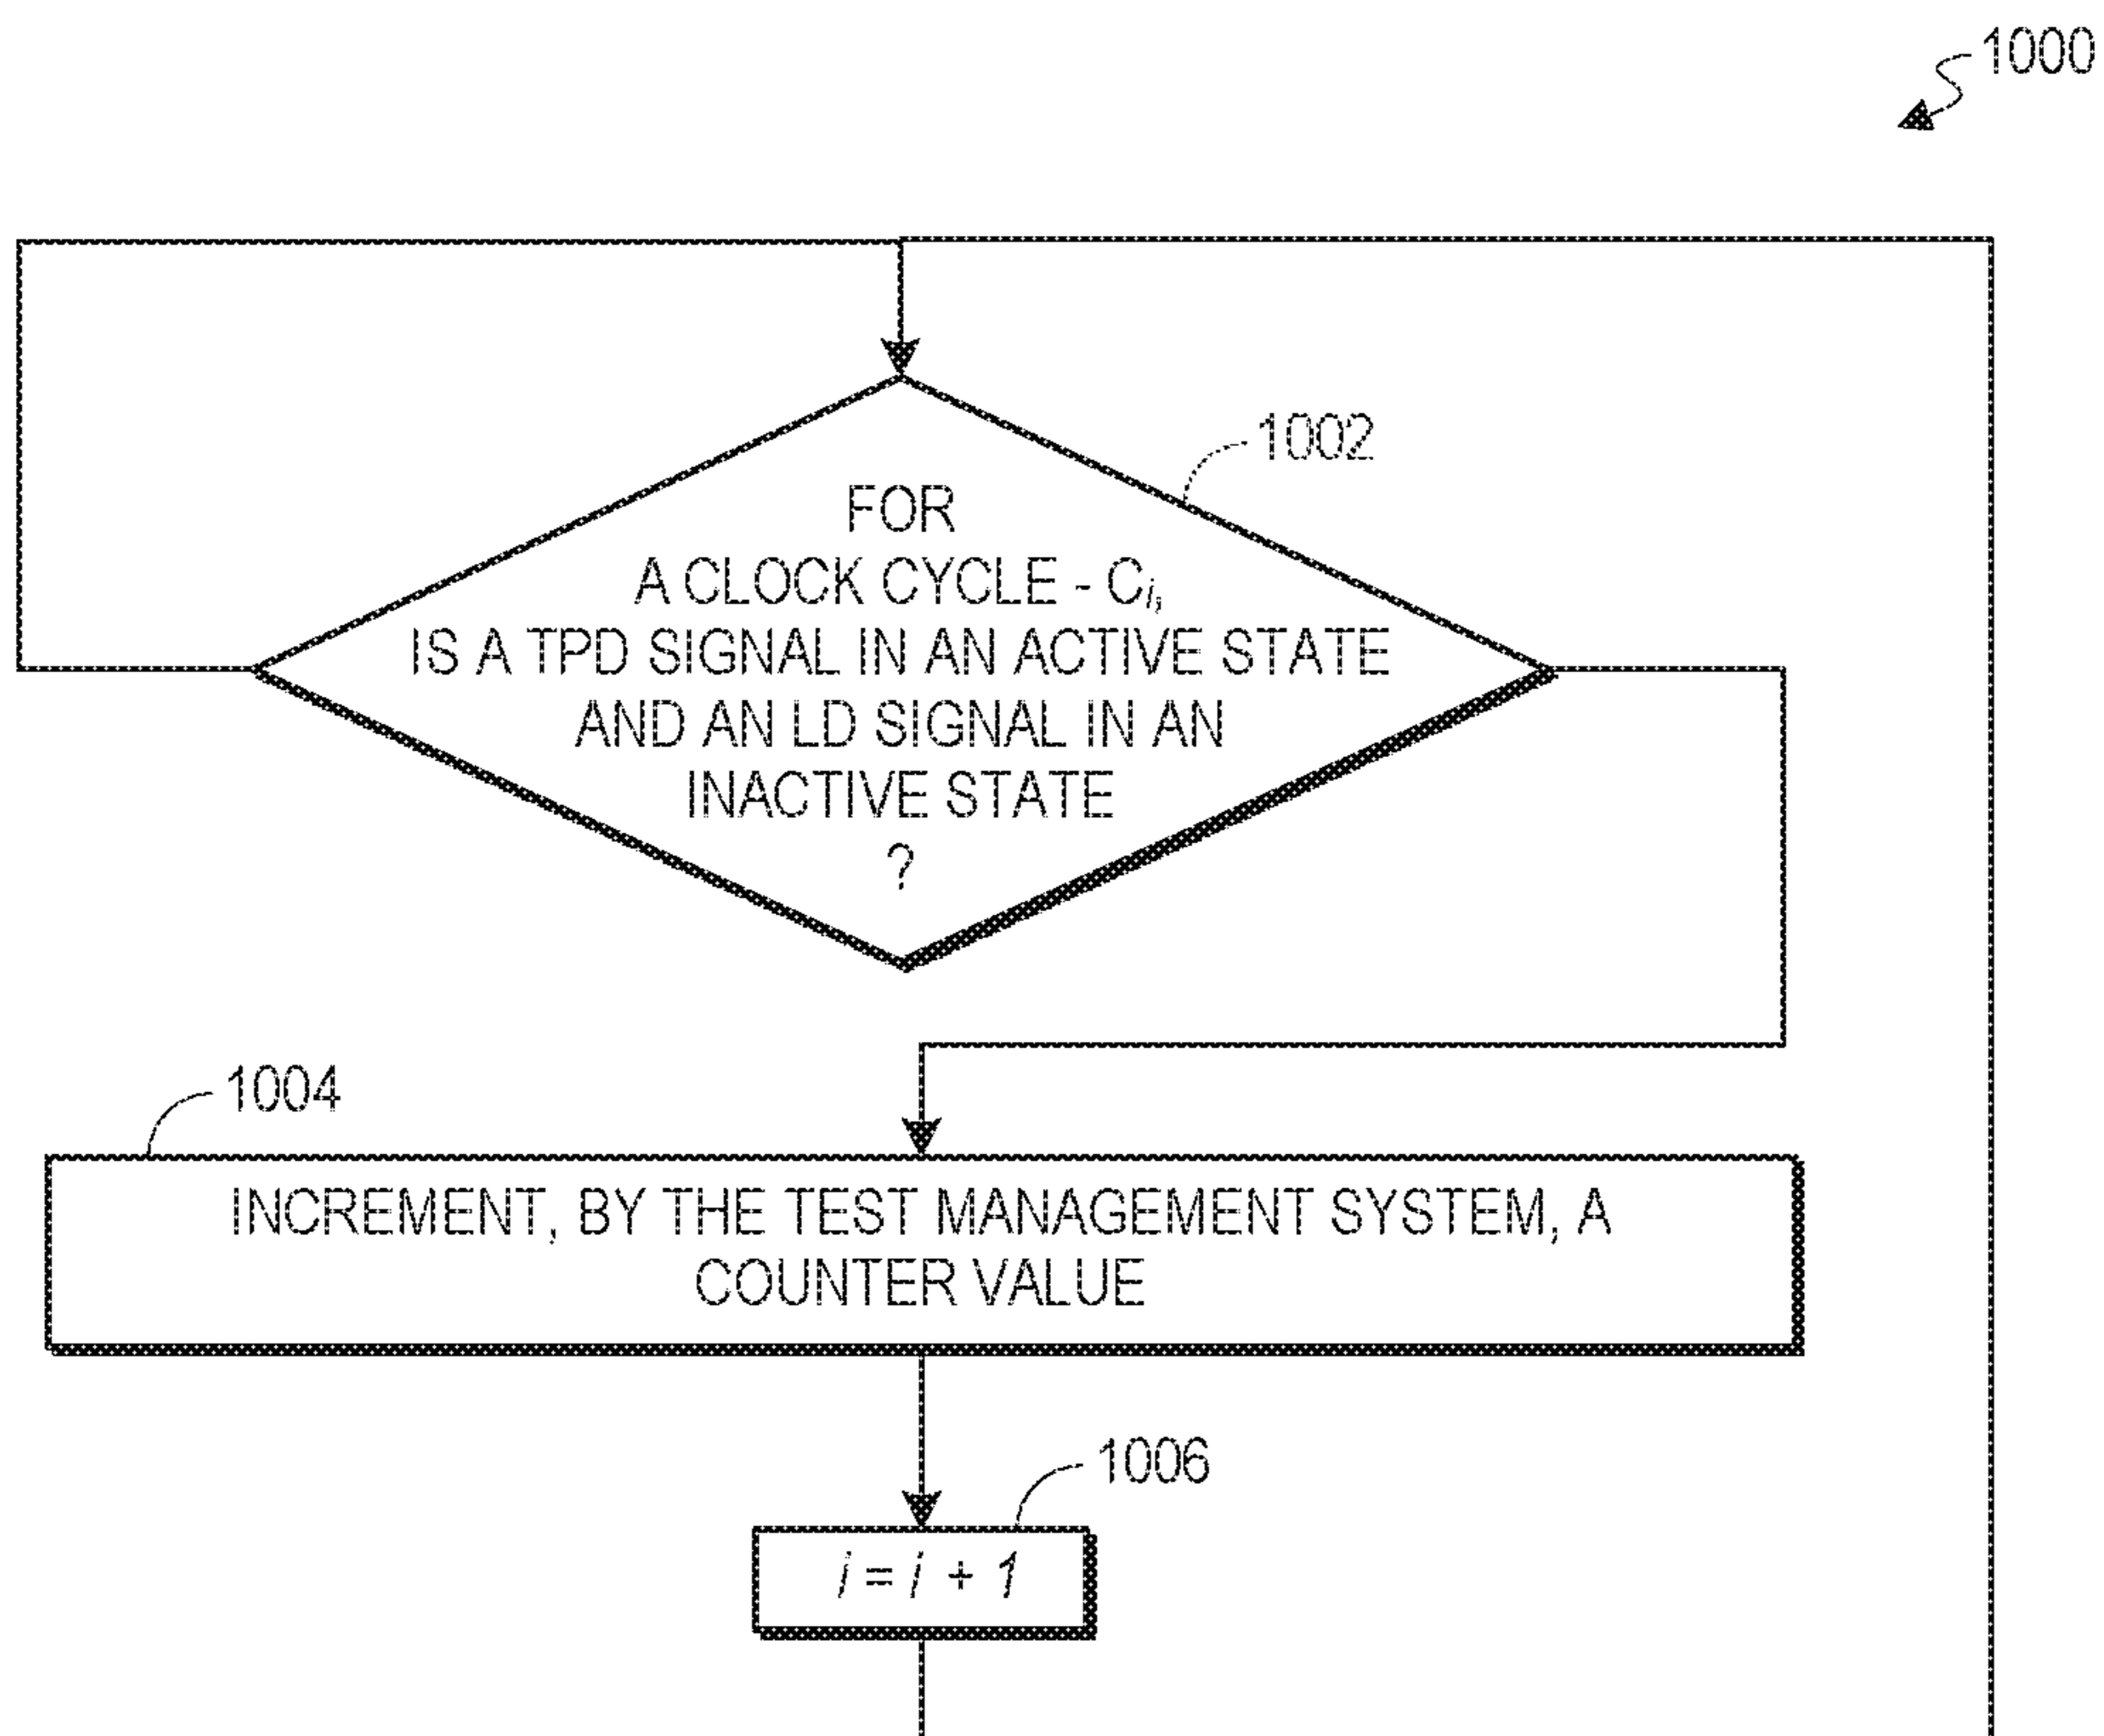 1000
1002
FOR
A CLOCK CYCLE - Ci,
IS A TPD SIGNAL IN AN ACTIVE STATE
AND AN LD SIGNAL IN AN
INACTIVE STATE
?
1004
INCREMENT, BY THE TEST MANAGEMENT SYSTEM, A
COUNTER VALUE
1006
i = i + 1